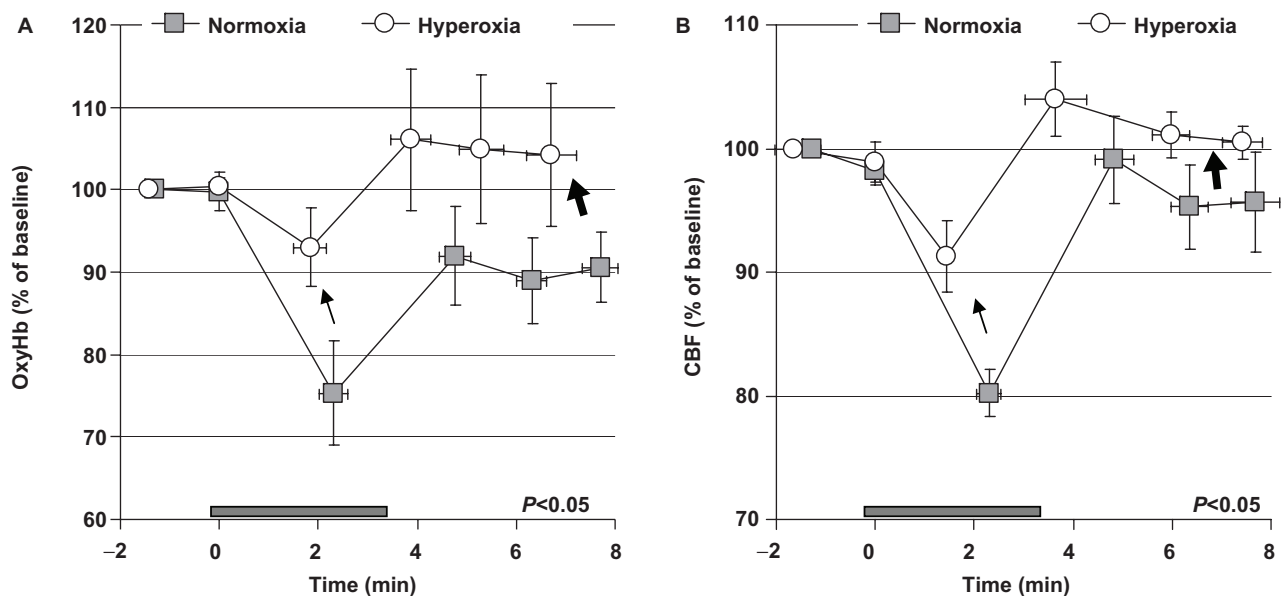 A
Normoxia
Hyperoxia
OxyHb (% of baseline)
120
110
100
90
80
70
60
P<0.05
−2
0
2
4
6
8
Time (min)
B
Normoxia
Hyperoxia
CBF (% of baseline)
110
100
90
80
70
P<0.05
−2
0
2
4
6
8
Time (min)